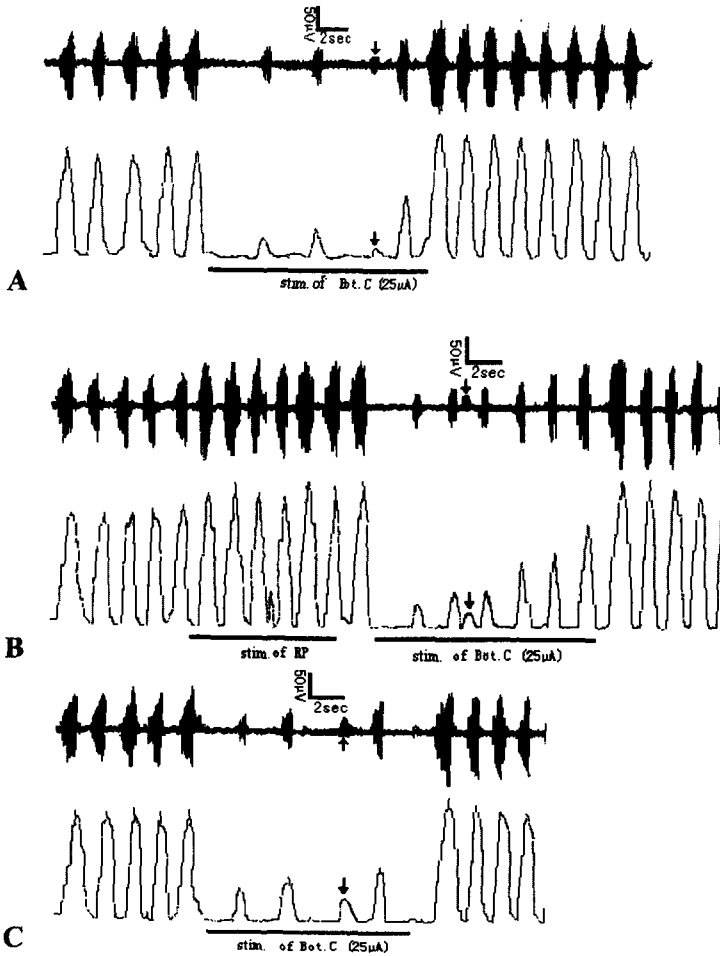 50µV
2sec
stim. of Bot. C (25µA)
A
50µV
2sec
B
stim. of RP
stim. of Bot. C (25µA)
50µV
2sec
C
stim. of Bot. C (25µA)